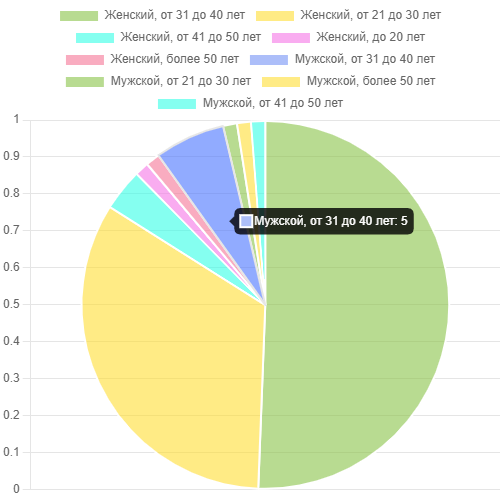 Женский, от 31 до 40 лет Женский, от 21 до 30 лет
Женский, от 41 до 50 лет Женский, до 20 лет
Женский, более 50 лет Мужской, от 31 до 40 лет
Мужской, от 21 до 30 лет Мужской, более 50 лет
Мужской, от 41 до 50 лет
1
0.9
0.8
Мужской, от 31 до 40 лет: 5
0.7
0.6
0.5
0.4
0.3
0.2
0.1
0